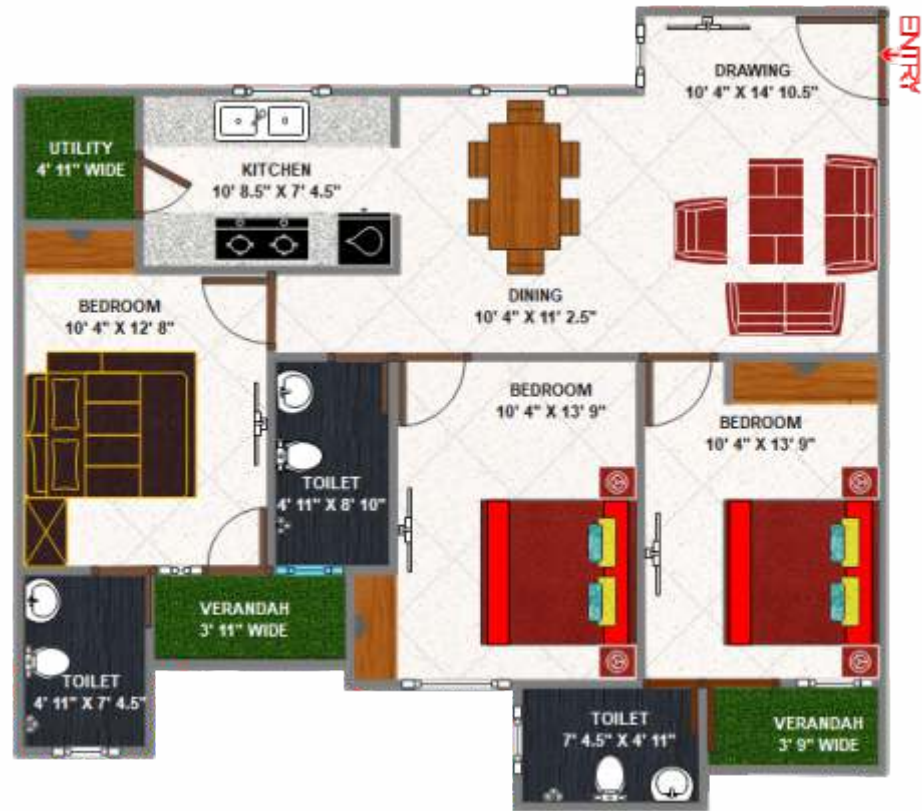 ENTRY
DRAWING
10' 4" X 14' 10.5"
UTILITY
4' 11" WIDE
KITCHEN
10' 8.5" X 7' 4.5"
DINING
10' 4" X 11' 2.5"
BEDROOM
10' 4" X 12' 8"
BEDROOM
10' 4" X 13' 9"
BEDROOM
10' 4" X 13' 9"
TOILET
4' 11" X 8' 10"
VERANDAH
3' 11" WIDE
TOILET
4' 11" X 7' 4.5"
TOILET
7' 4.5" X 4' 11"
VERANDAH
3' 9" WIDE